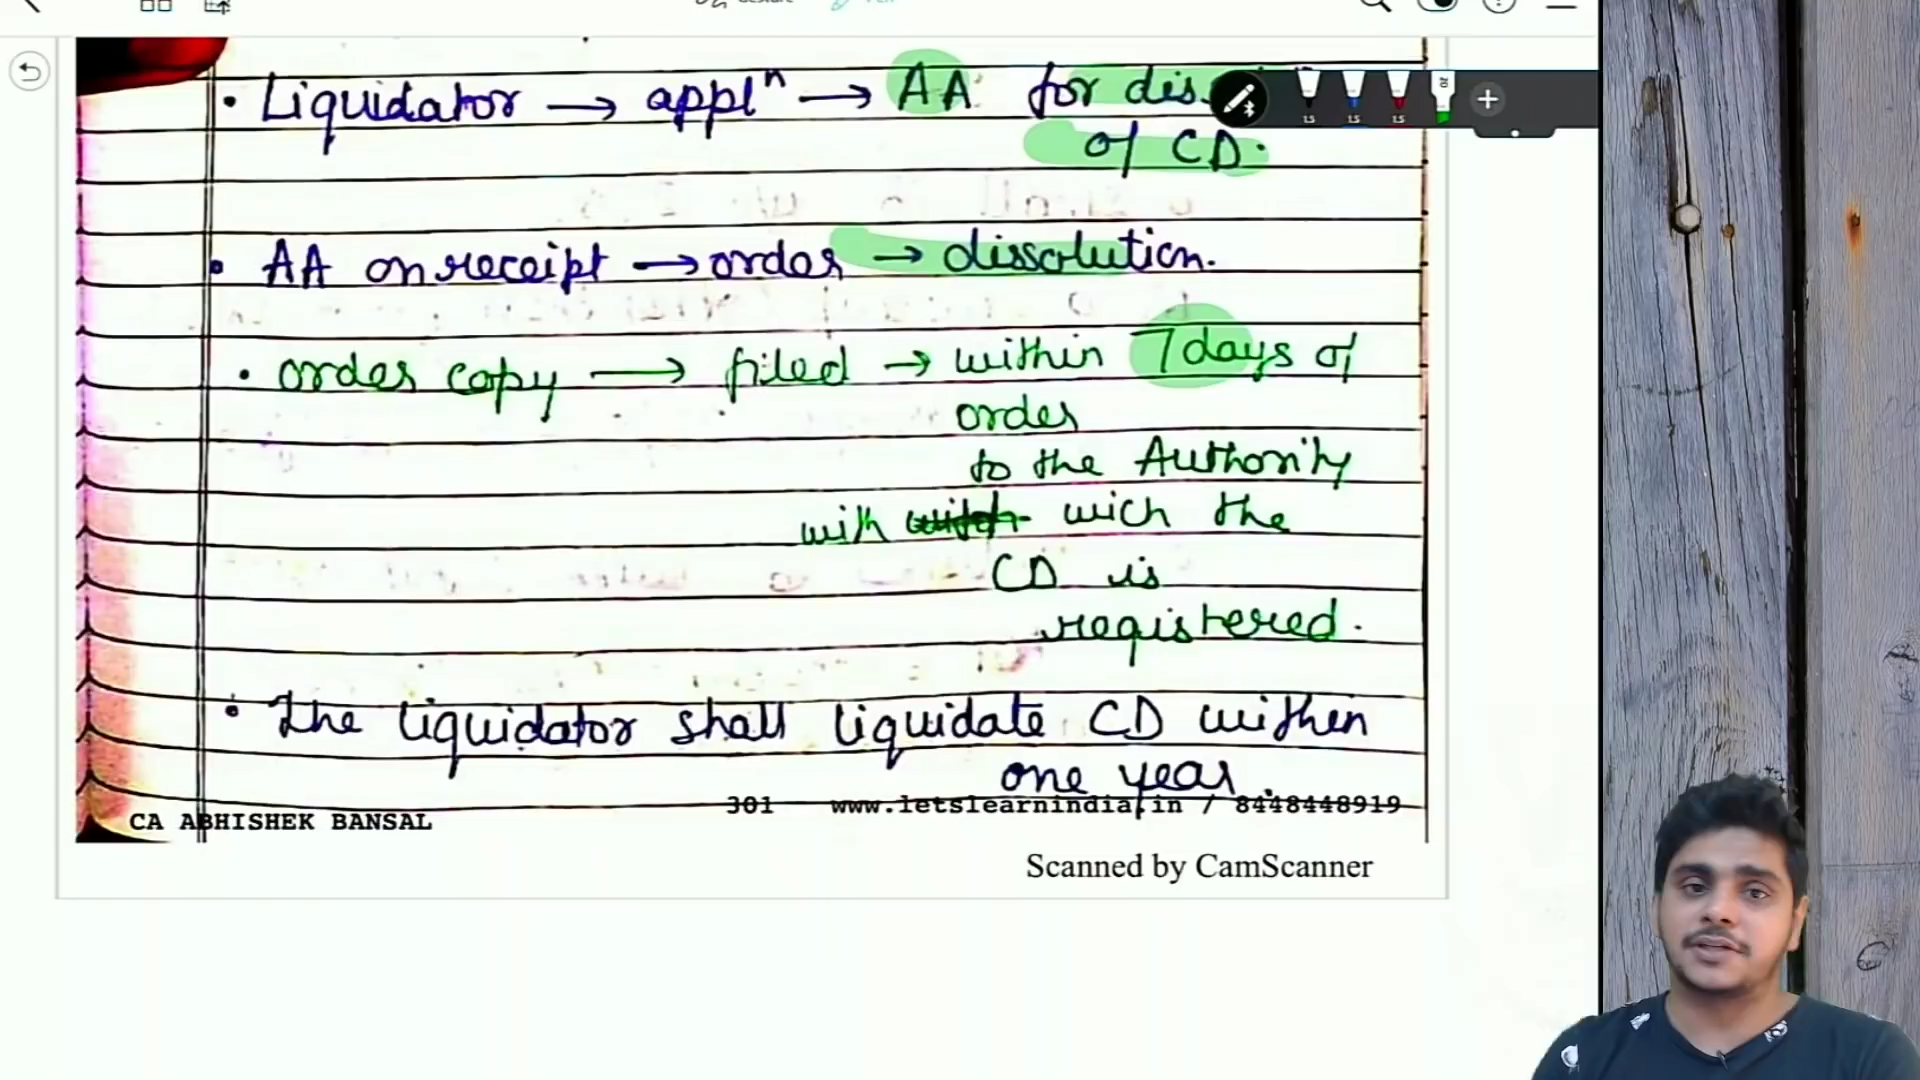 • Liquidator → applⁿ → AA for dis
of CD.
• AA on receipt → order → dissolution.
• order copy → filed → within 7 days of
order
to the Authority
with wich the
CD is
registered.
• The liquidator shall liquidate CD within
one year.
CA ABHISHEK BANSAL 301 www.letslearnindia.in / 8448448919
Scanned by CamScanner